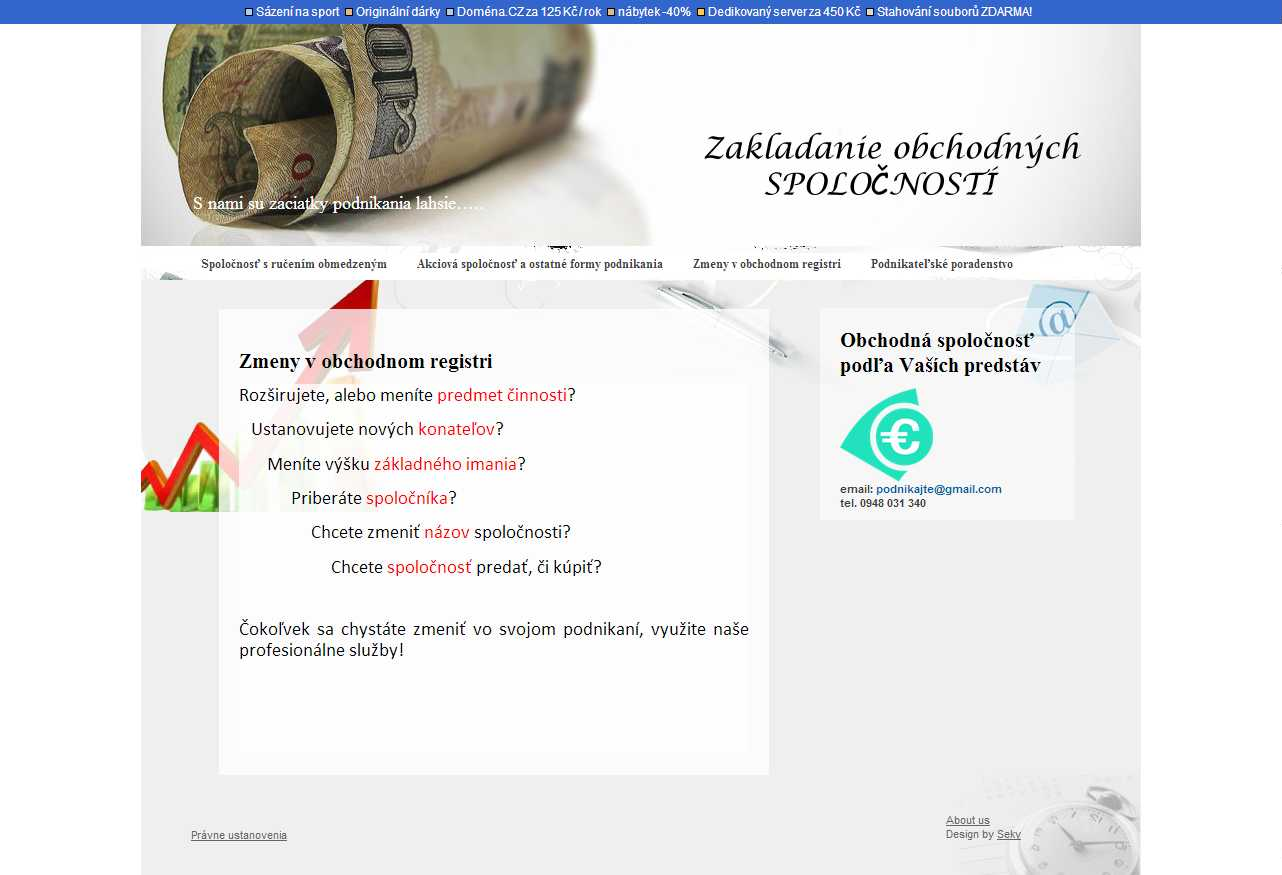 Sázení na sport Originální dárky Doména.CZ za 125 Kč / rok nábytek -40% Dedikovaný server za 450 Kč Stahování souborů ZDARMA!
Zakladanie obchodných
SPOLOČNOSTÍ
S nami su zaciatky podnikania lahsie.....
Spoločnosť s ručením obmedzeným Akciová spoločnosť a ostatné formy podnikania Zmeny v obchodnom registri Podnikateľské poradenstvo
Zmeny v obchodnom registri
Rozširujete, alebo meníte predmet činnosti?
Ustanovujete nových konateľov?
Meníte výšku základného imania?
Priberáte spoločníka?
Chcete zmeniť názov spoločnosti?
Chcete spoločnosť predať, či kúpiť?
Čokoľvek sa chystáte zmeniť vo svojom podnikaní, využite naše
profesionálne služby!
Obchodná spoločnosť
podľa Vaších predstáv
email: podnikajte@gmail.com
tel. 0948 031 340
Právne ustanovenia
About us
Design by Sekv